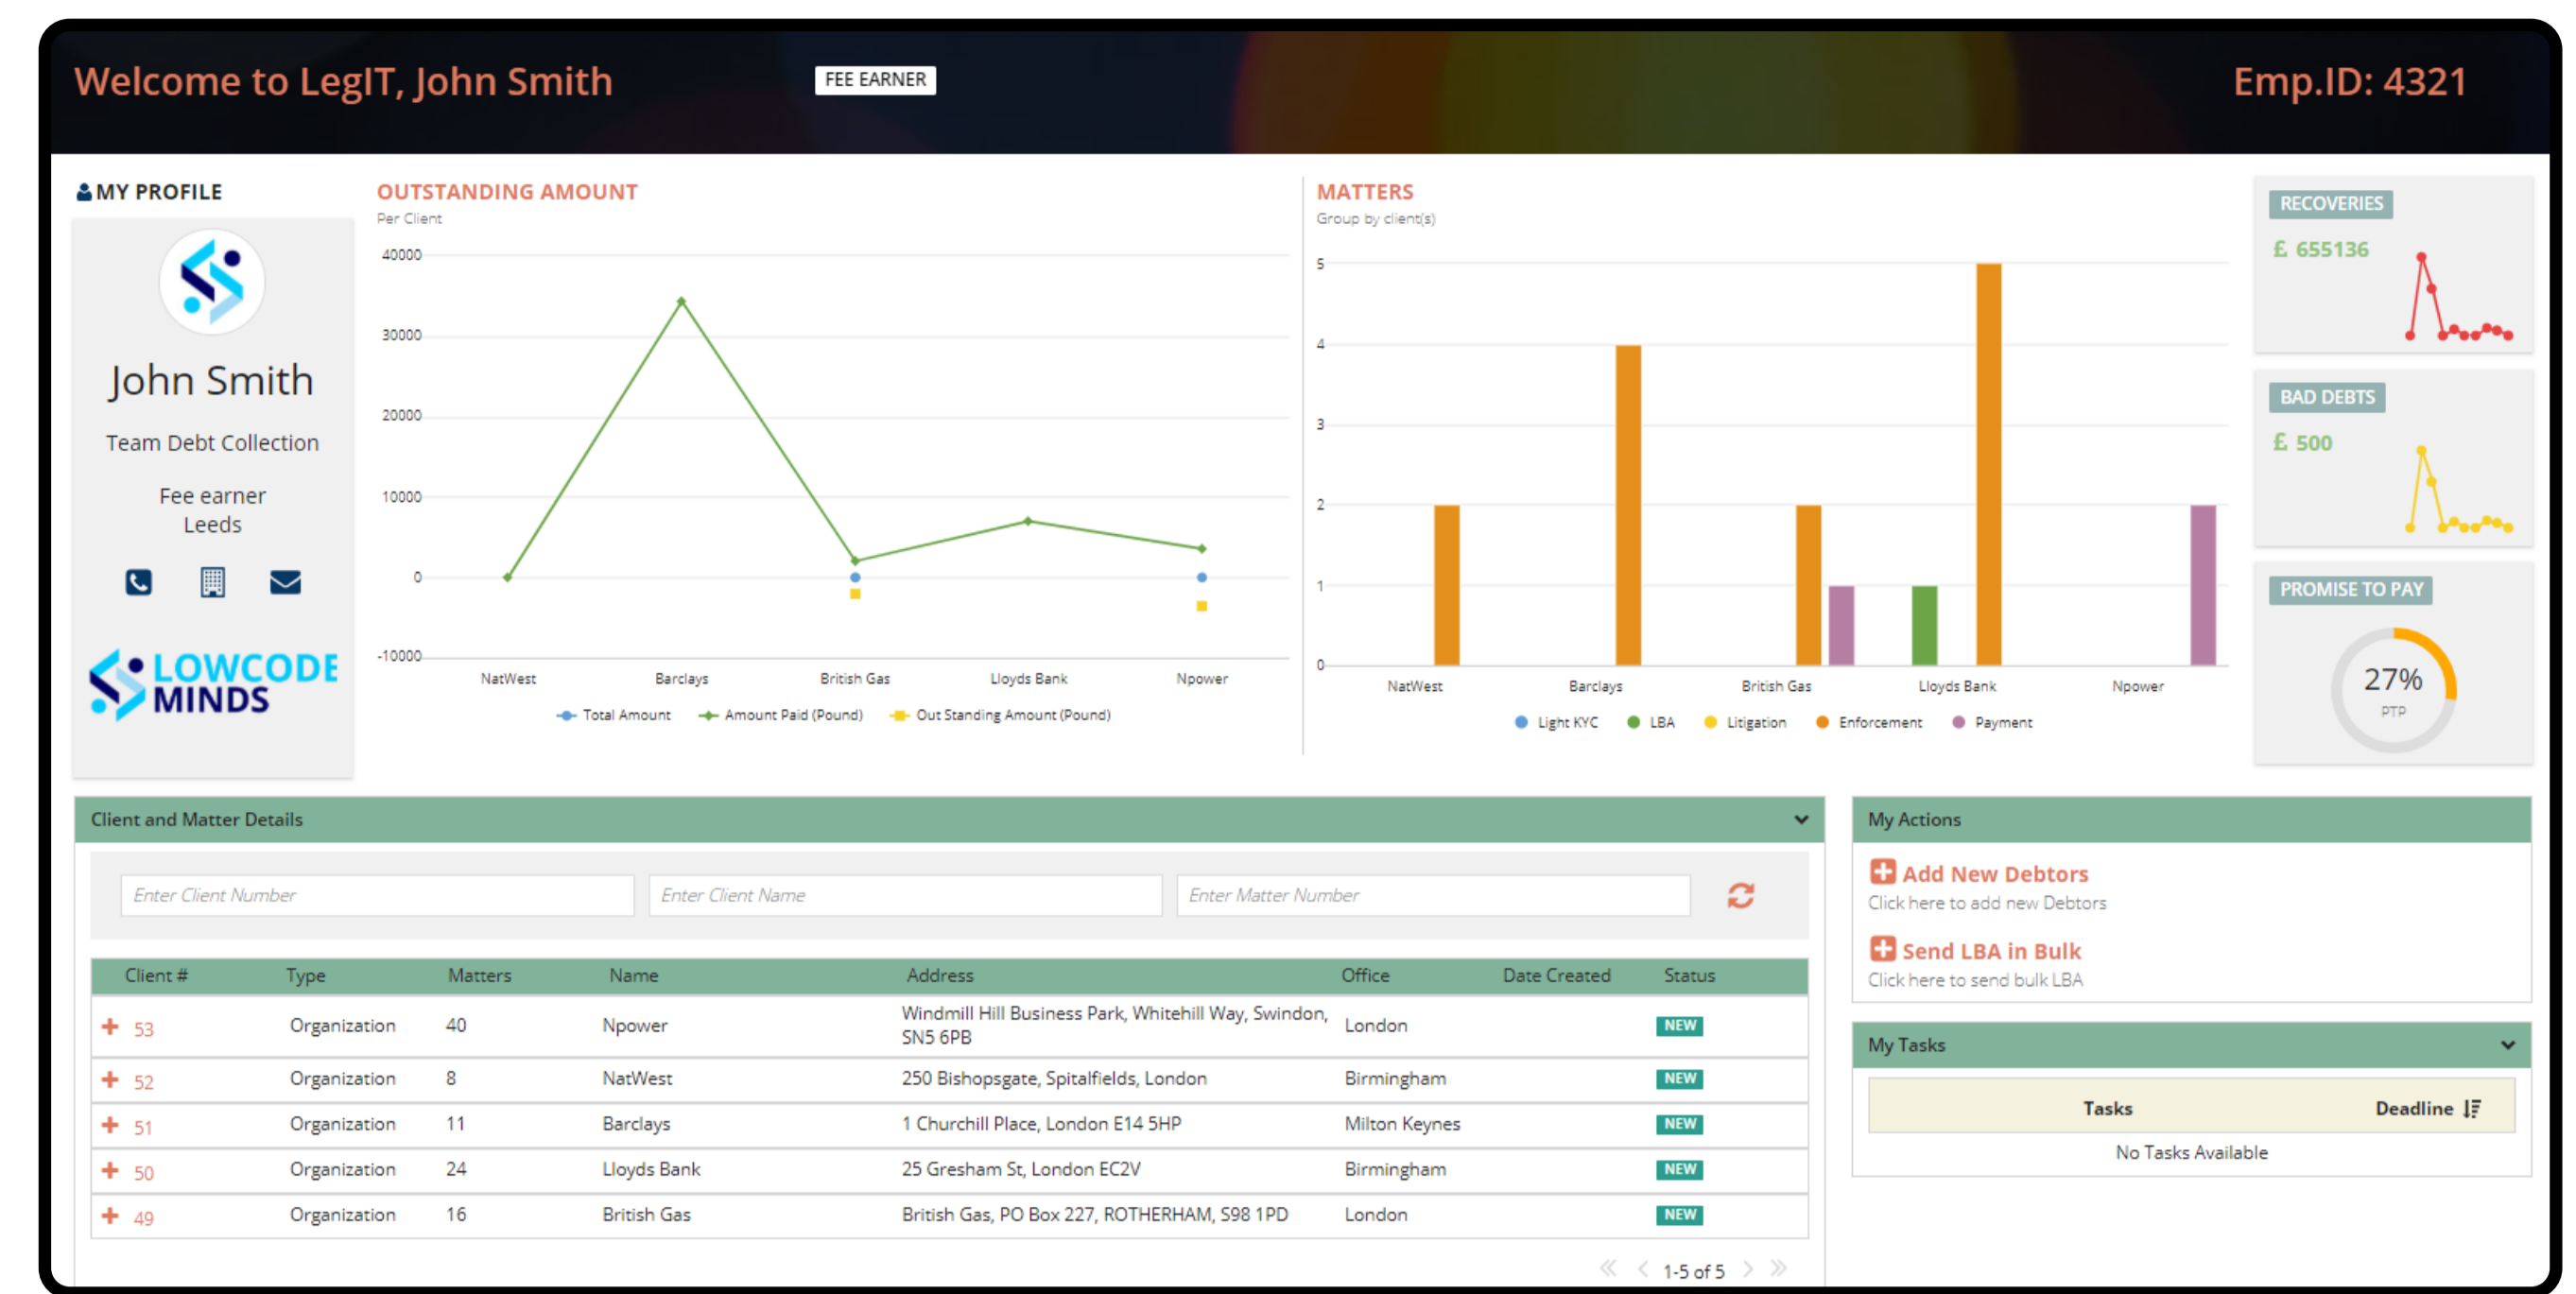 Welcome to LegIT, John Smith
FEE EARNER
Emp.ID: 4321
MY PROFILE
John Smith
Team Debt Collection
Fee earner
Leeds
LOWCODE
MINDS
OUTSTANDING AMOUNT
Per Client
40000
30000
20000
10000
0
-10000
NatWest
Barclays
British Gas
Lloyds Bank
Npower
Total Amount
Amount Paid (Pound)
Out Standing Amount (Pound)
MATTERS
Group by client(s)
5
4
3
2
1
0
NatWest
Barclays
British Gas
Lloyds Bank
Npower
Light KYC
LBA
Litigation
Enforcement
Payment
RECOVERIES
£ 655136
BAD DEBTS
£ 500
PROMISE TO PAY
27%
PTP
Client and Matter Details
Enter Client Number
Enter Client Name
Enter Matter Number
Client # Type Matters Name Address Office Date Created Status
53 Organization 40 Npower Windmill Hill Business Park, Whitehill Way, Swindon, London NEW
SN5 6PB
52 Organization 8 NatWest 250 Bishopsgate, Spitalfields, London Birmingham NEW
51 Organization 11 Barclays 1 Churchill Place, London E14 5HP Milton Keynes NEW
50 Organization 24 Lloyds Bank 25 Gresham St, London EC2V Birmingham NEW
49 Organization 16 British Gas British Gas, PO Box 227, ROTHERHAM, S98 1PD London NEW
1-5 of 5
My Actions
Add New Debtors
Click here to add new Debtors
Send LBA in Bulk
Click here to send bulk LBA
My Tasks
Tasks Deadline
No Tasks Available